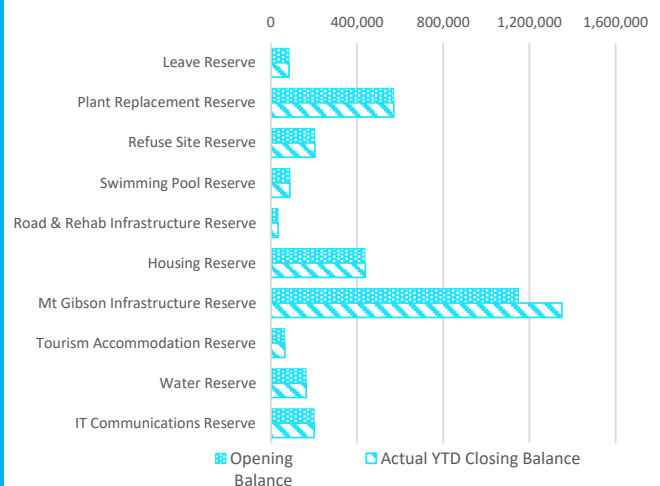 0 400,000 800,000 1,200,000 1,600,000
Leave Reserve
Plant Replacement Reserve
Refuse Site Reserve
Swimming Pool Reserve
Road & Rehab Infrastructure Reserve
Housing Reserve
Mt Gibson Infrastructure Reserve
Tourism Accommodation Reserve
Water Reserve
IT Communications Reserve
Opening
Balance
Actual YTD Closing Balance